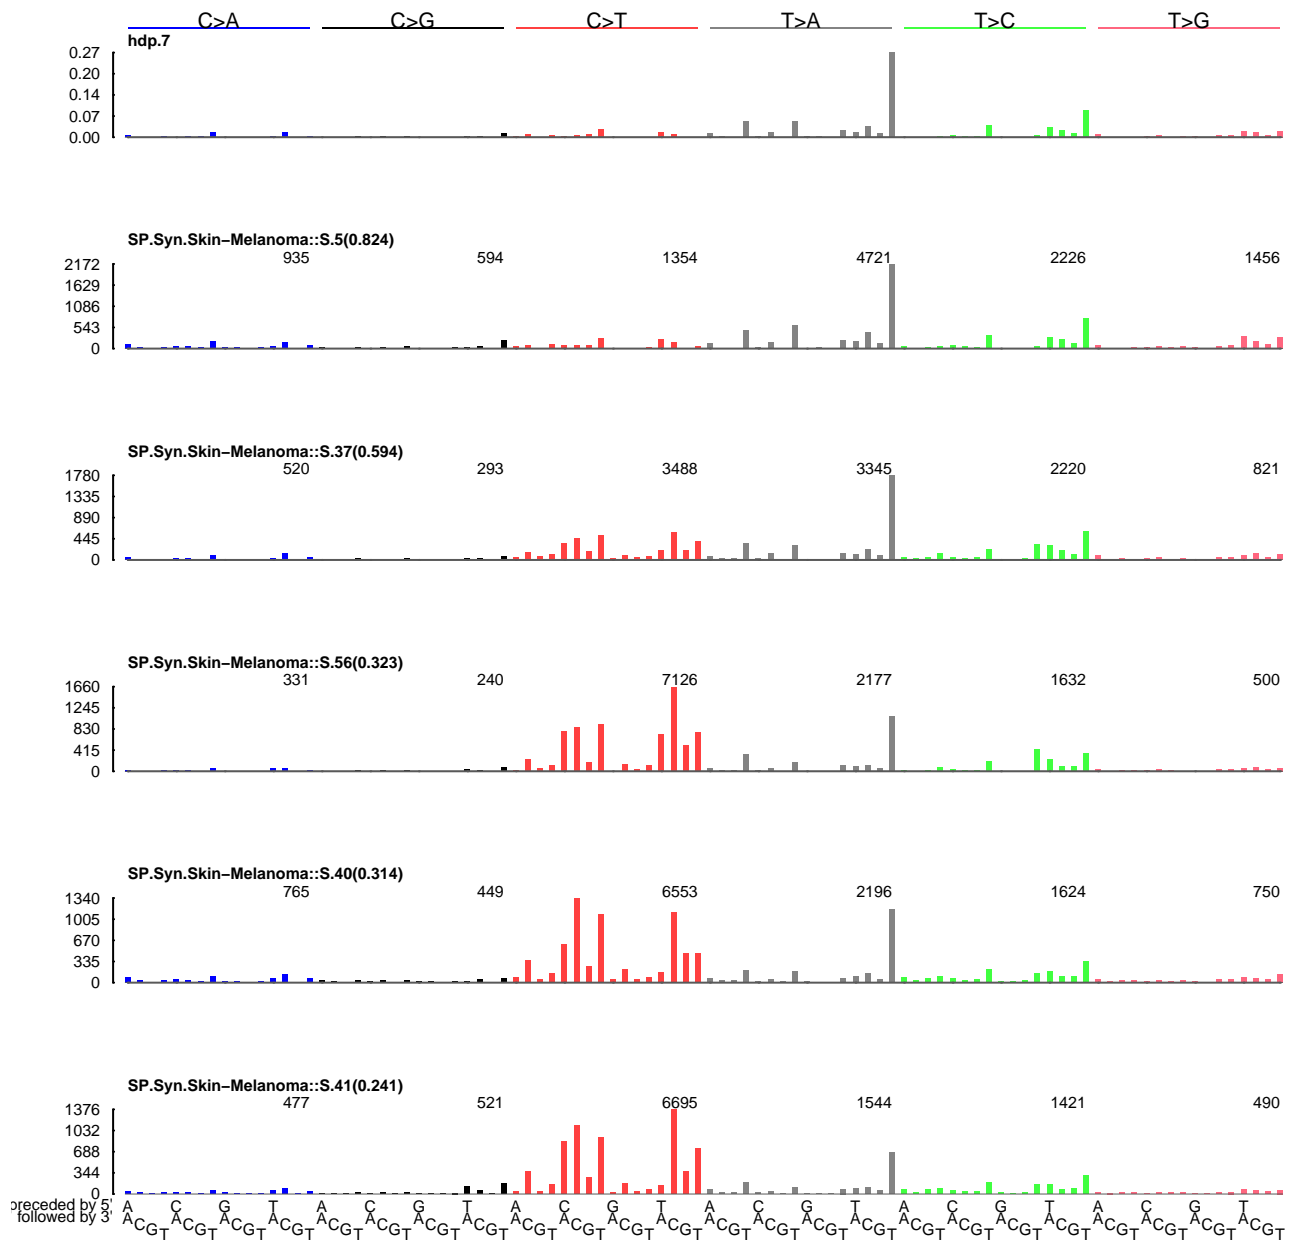 C>A C>G C>T T>A T>C T>G
hdp.7
0.27
0.20
0.14
0.07
0.00
SP.Syn.Skin−Melanoma::S.5(0.824)
935 594 1354 4721 2226 1456
2172
1629
1086
543
0
SP.Syn.Skin−Melanoma::S.37(0.594)
520 293 3488 3345 2220 821
1780
1335
890
445
0
SP.Syn.Skin−Melanoma::S.56(0.323)
331 240 7126 2177 1632 500
1660
1245
830
415
0
SP.Syn.Skin−Melanoma::S.40(0.314)
765 449 6553 2196 1624 750
1340
1005
670
335
0
SP.Syn.Skin−Melanoma::S.41(0.241)
477 521 6695 1544 1421 490
1376
1032
688
344
0
preceded by 5' A C G T A C G T A C G T A C G T A C G T A C G T
followed by 3' A C G T A C G T A C G T A C G T A C G T A C G T A C G T A C G T A C G T A C G T A C G T A C G T A C G T A C G T A C G T A C G T A C G T A C G T A C G T A C G T A C G T A C G T A C G T A C G T